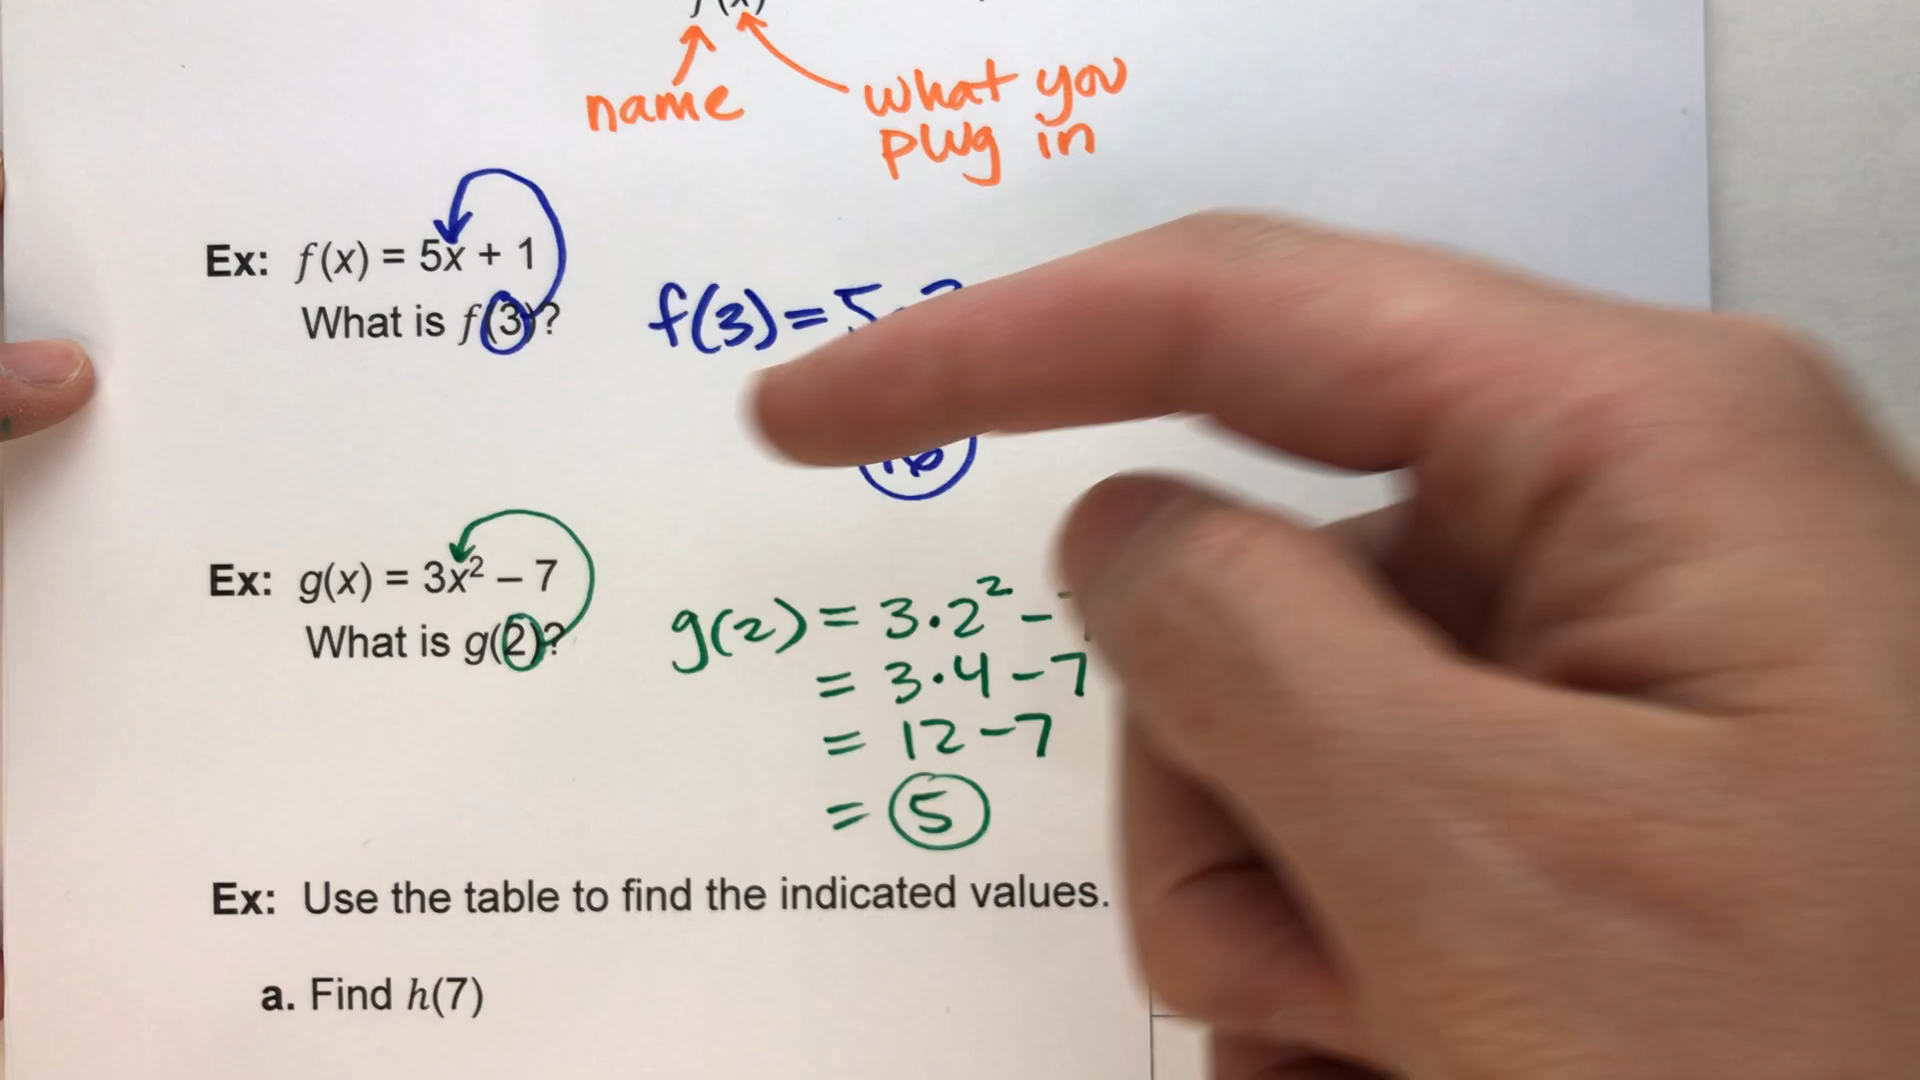 f(x)
name
what you
plug in
Ex: f(x) = 5x + 1
What is f(3)?
f(3) = 5
16
Ex: g(x) = 3x² – 7
What is g(2)?
g(2) = 3·2² –
= 3·4 – 7
= 12 – 7
= 5
Ex: Use the table to find the indicated values.
a. Find h(7)